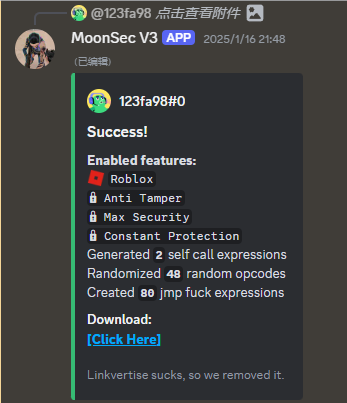 @123fa98 点击查看附件
MoonSec V3 APP 2025/1/16 21:48
(已编辑)
123fa98#0
Success!
Enabled features:
Roblox
Anti Tamper
Max Security
Constant Protection
Generated 2 self call expressions
Randomized 48 random opcodes
Created 80 jmp fuck expressions
Download:
[Click Here]
Linkvertise sucks, so we removed it.